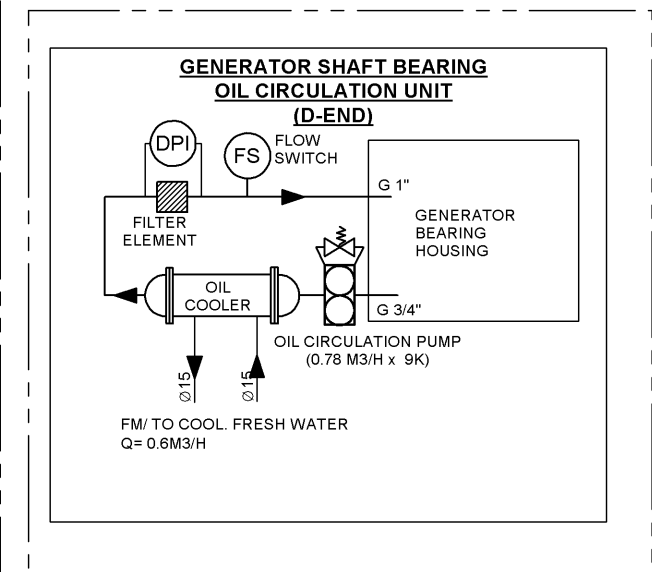 GENERATOR SHAFT BEARING
OIL CIRCULATION UNIT
(D-END)
DPI
FS
FLOW
SWITCH
G 1"
FILTER
ELEMENT
GENERATOR
BEARING
HOUSING
OIL
COOLER
G 3/4"
OIL CIRCULATION PUMP
(0.78 M3/H x 9K)
Ø15
Ø15
FM/ TO COOL. FRESH WATER
Q= 0.6M3/H